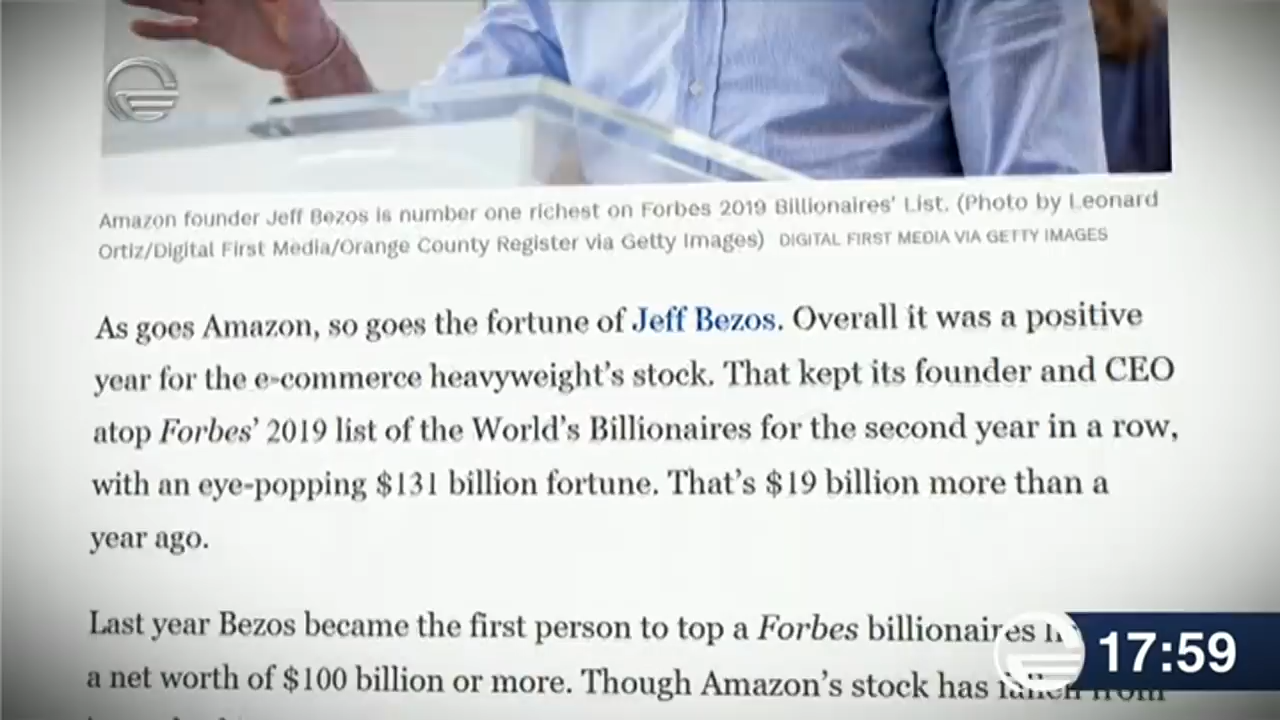 Amazon founder Jeff Bezos is number one richest on Forbes 2019 Billionaires' List. (Photo by Leonard
Ortiz/Digital First Media/Orange County Register via Getty Images) DIGITAL FIRST MEDIA VIA GETTY IMAGES
As goes Amazon, so goes the fortune of Jeff Bezos. Overall it was a positive
year for the e-commerce heavyweight's stock. That kept its founder and CEO
atop Forbes' 2019 list of the World's Billionaires for the second year in a row,
with an eye-popping $131 billion fortune. That's $19 billion more than a
year ago.
Last year Bezos became the first person to top a Forbes billionaires
a net worth of $100 billion or more. Though Amazon's stock has fallen from
17:59